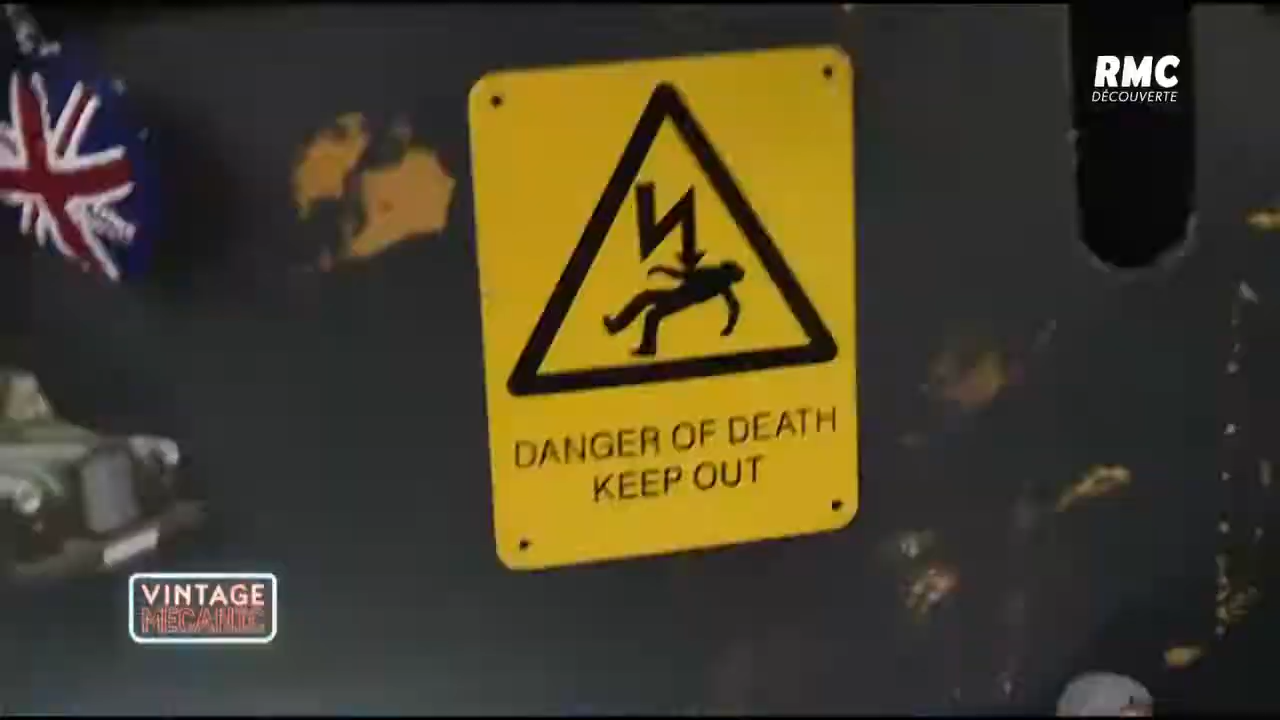 RMC
DÉCOUVERTE
DANGER OF DEATH
KEEP OUT
VINTAGE
MECANIC